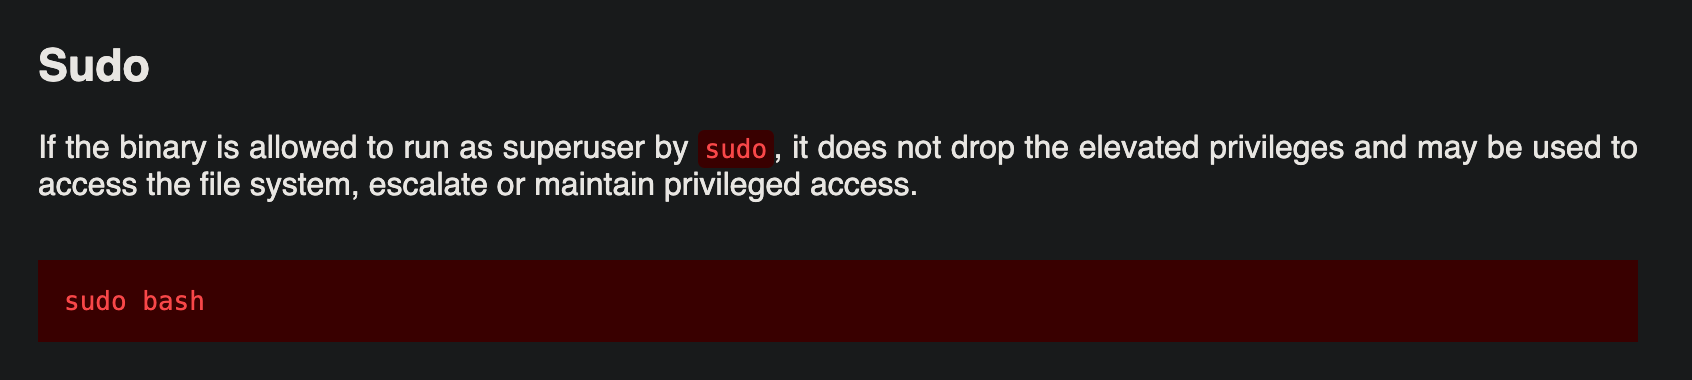 Sudo
If the binary is allowed to run as superuser by sudo, it does not drop the elevated privileges and may be used to
access the file system, escalate or maintain privileged access.
sudo bash